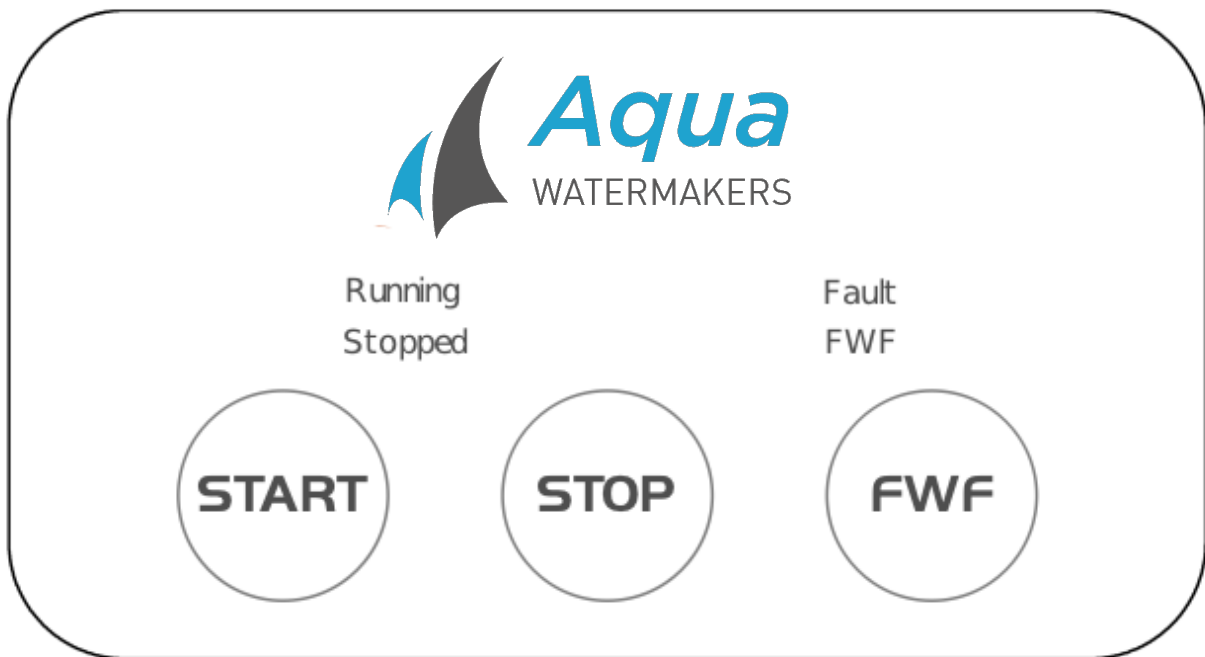 Aqua
WATERMAKERS
Running
Fault
Stopped
FWF
START
STOP
FWF